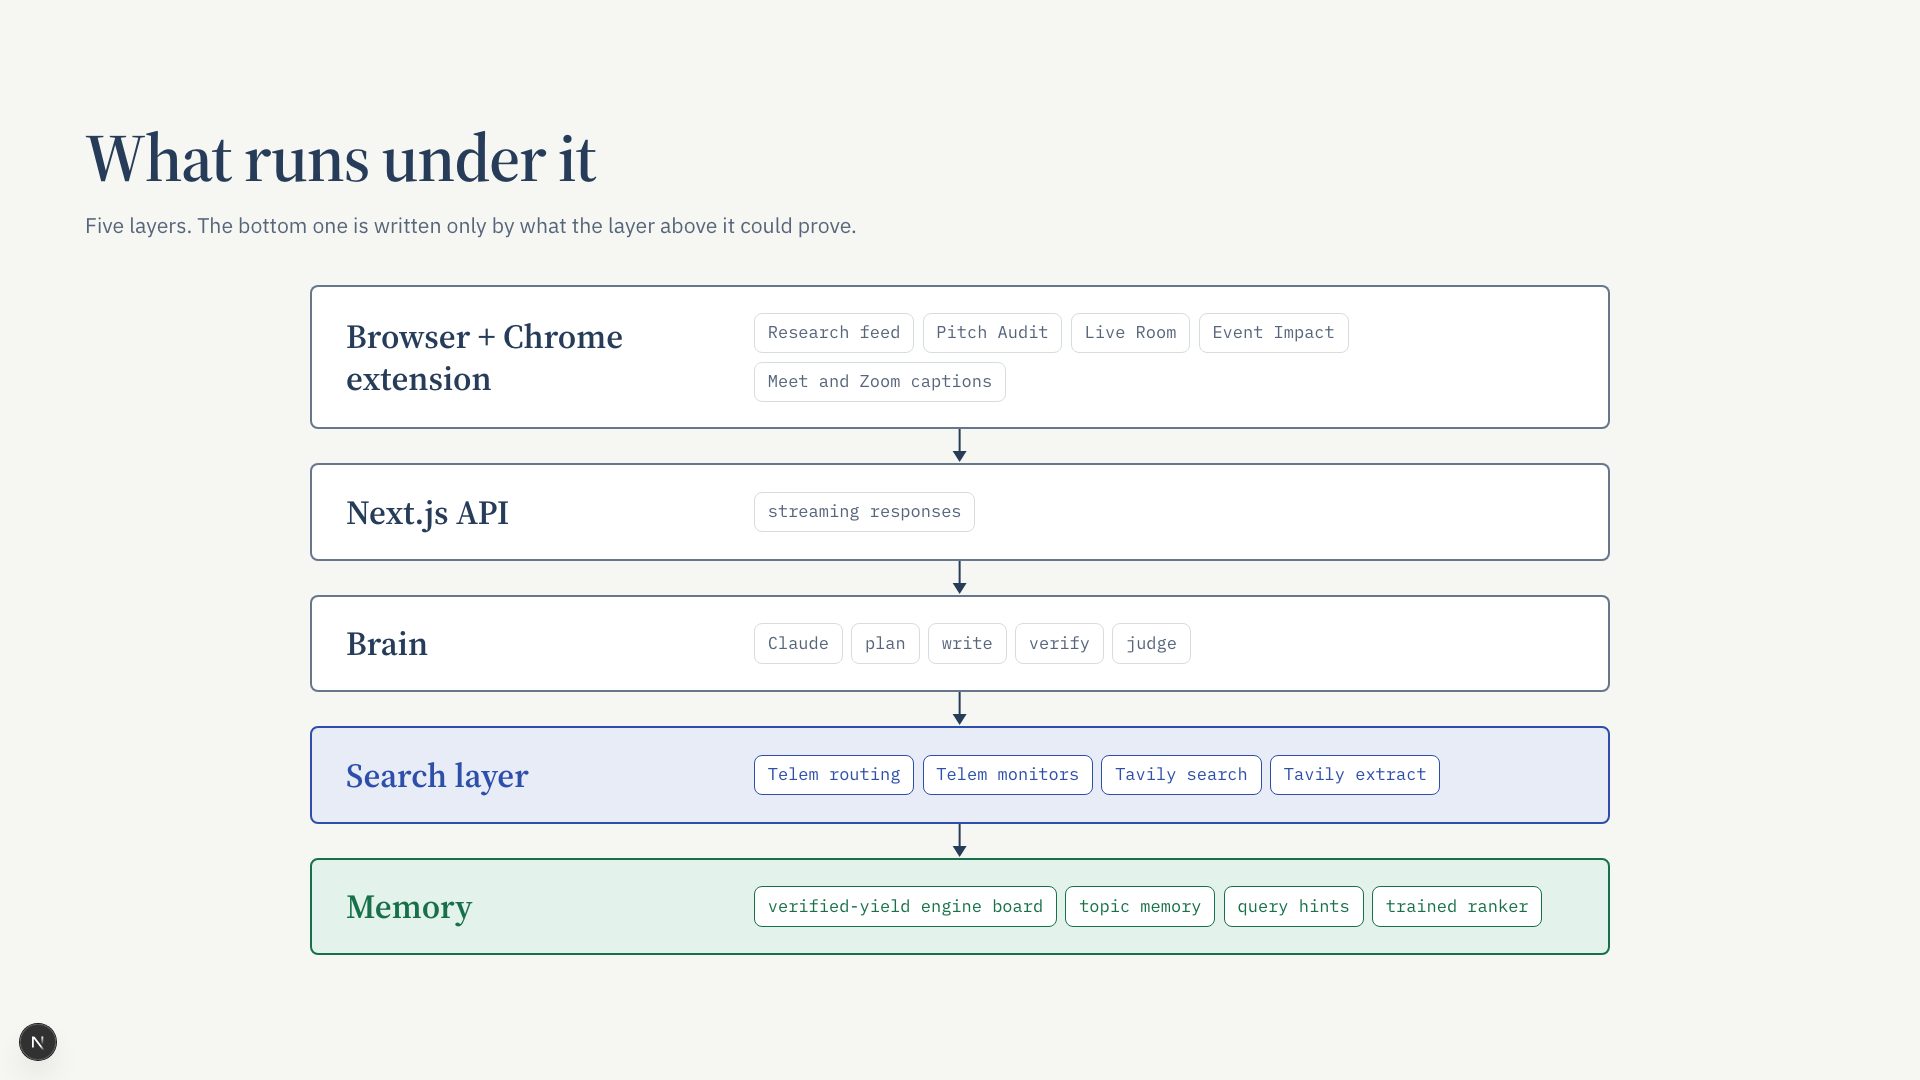 What runs under it
Five layers. The bottom one is written only by what the layer above it could prove.
Browser + Chrome
extension
Research feed
Pitch Audit
Live Room
Event Impact
Meet and Zoom captions
Next.js API
streaming responses
Brain
Claude
plan
write
verify
judge
Search layer
Telem routing
Telem monitors
Tavily search
Tavily extract
Memory
verified-yield engine board
topic memory
query hints
trained ranker
N